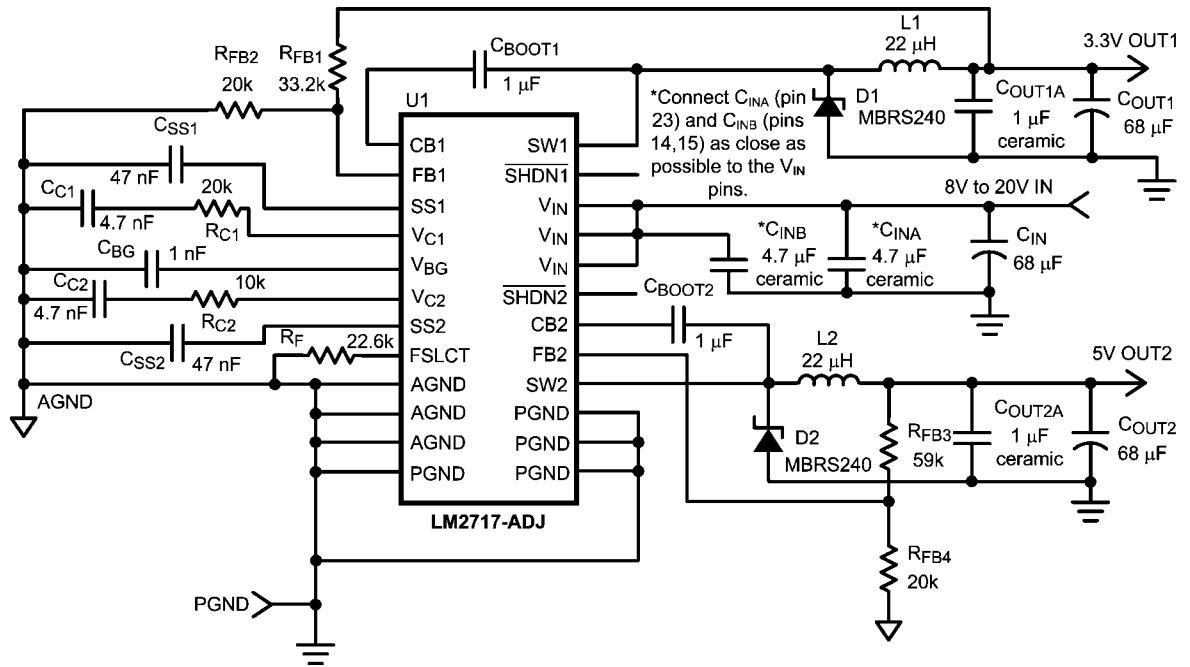 L1
22 µH
3.3V OUT1
RFB2
20k
RFB1
33.2k
CBOOT1
1 µF
U1
*Connect CINA (pin
23) and CINB (pins
14,15) as close as
possible to the VIN
pins.
D1
MBRS240
COUT1A
1 µF
ceramic
COUT1
68 µF
CSS1
47 nF
CC1
4.7 nF
20k
RC1
CBG
1 nF
CC2
4.7 nF
10k
RC2
CSS2
47 nF
RF
22.6k
AGND
CB1
FB1
SS1
VC1
VBG
VC2
SS2
FSLCT
AGND
AGND
AGND
PGND
SW1
SHDN1
VIN
VIN
VIN
SHDN2
CB2
FB2
SW2
PGND
PGND
PGND
LM2717-ADJ
8V to 20V IN
*CINB
4.7 µF
ceramic
*CINA
4.7 µF
ceramic
CIN
68 µF
CBOOT2
1 µF
L2
22 µH
5V OUT2
D2
MBRS240
RFB3
59k
COUT2A
1 µF
ceramic
COUT2
68 µF
RFB4
20k
PGND